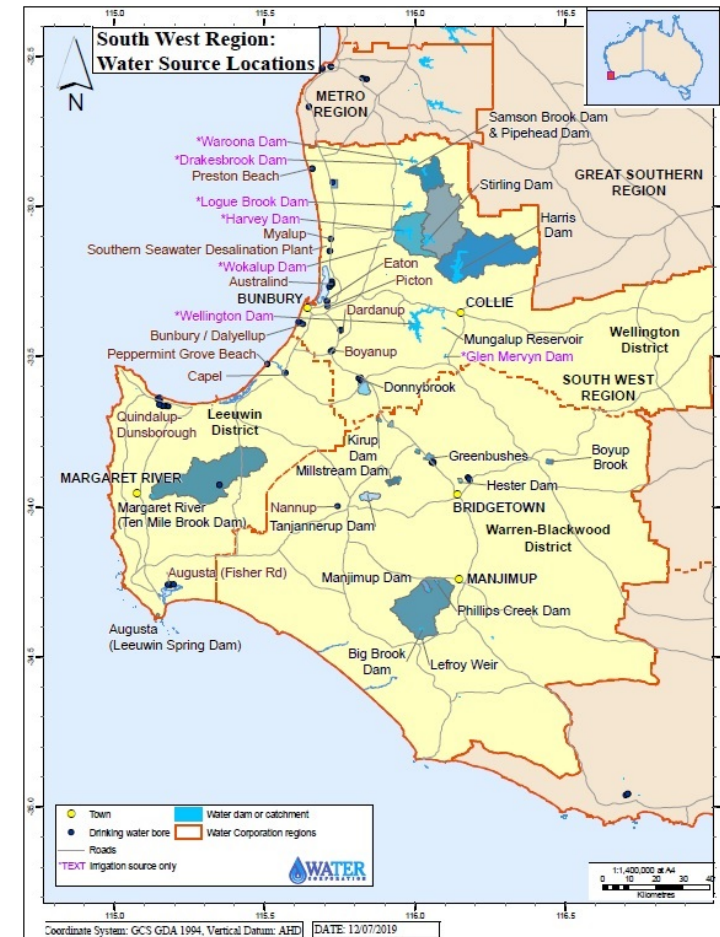 South West Region:
Water Source Locations
N
115.0
115.5
116.0
116.5
-32.5
-33.0
-33.5
-34.0
-34.5
-35.0
METRO
REGION
Samson Brook Dam
& Pipehead Dam
*Waroona Dam
*Drakesbrook Dam
Preston Beach
Stirling Dam
GREAT SOUTHERN
REGION
*Logue Brook Dam
*Harvey Dam
Harris
Dam
Myalup
Southern Seawater Desalination Plant
*Wokalup Dam
Eaton
Australind
Picton
BUNBURY
COLLIE
*Wellington Dam
Dardanup
Wellington
District
Bunbury / Dalyellup
Mungalup Reservoir
Peppermint Grove Beach
Boyanup
*Glen Mervyn Dam
Capel
SOUTH WEST
REGION
Donnybrook
Quindalup-
Dunsborough
Leeuwin
District
Kirup
Dam
Greenbushes
Boyup
Brook
Millstream Dam
MARGARET RIVER
Hester Dam
Margaret River
(Ten Mile Brook Dam)
Nannup
BRIDGETOWN
Tanjannerup Dam
Warren-Blackwood
District
Augusta (Fisher Rd)
Manjimup Dam
MANJIMUP
Phillips Creek Dam
Augusta
(Leeuwin Spring Dam)
Big Brook
Dam
Lefroy Weir
Town
Water dam or catchment
Drinking water bore
Water Corporation regions
Roads
*TEXT Irrigation source only
WATER
CORPORATION
1:1,400,000 at A4
0 10 20 30 40
Kilometres
115.0
115.5
116.0
116.5
Coordinate System: GCS GDA 1994, Vertical Datum: AHD
DATE: 12/07/2019